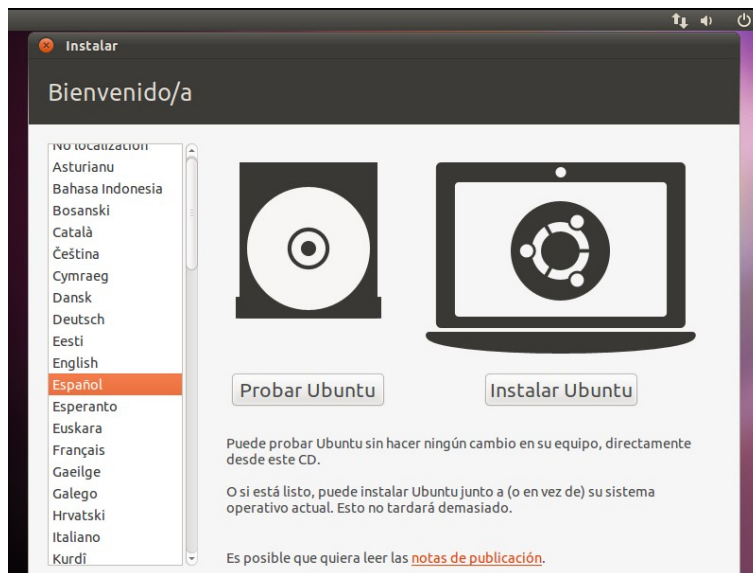 Instalar
Bienvenido/a
No localization
Asturianu
Bahasa Indonesia
Bosanski
Català
Čeština
Cymraeg
Dansk
Deutsch
Eesti
English
Español
Esperanto
Euskara
Français
Gaeilge
Galego
Hrvatski
Italiano
Kurdî
Probar Ubuntu
Instalar Ubuntu
Puede probar Ubuntu sin hacer ningún cambio en su equipo, directamente
desde este CD.
O si está listo, puede instalar Ubuntu junto a (o en vez de) su sistema
operativo actual. Esto no tardará demasiado.
Es posible que quiera leer las notas de publicación.